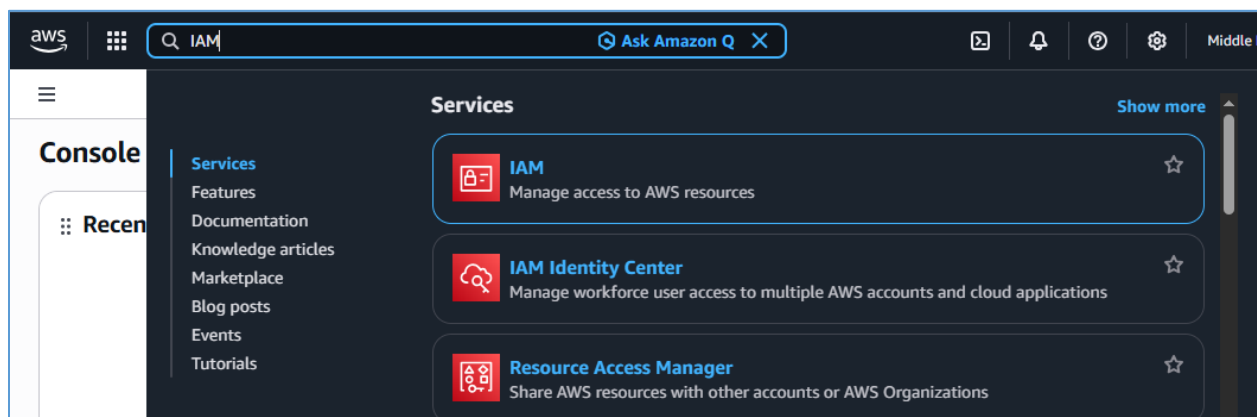 aws
IAM
Ask Amazon Q
Middle
Console
Recen
Services
Features
Documentation
Knowledge articles
Marketplace
Blog posts
Events
Tutorials
Services
Show more
IAM
Manage access to AWS resources
IAM Identity Center
Manage workforce user access to multiple AWS accounts and cloud applications
Resource Access Manager
Share AWS resources with other accounts or AWS Organizations